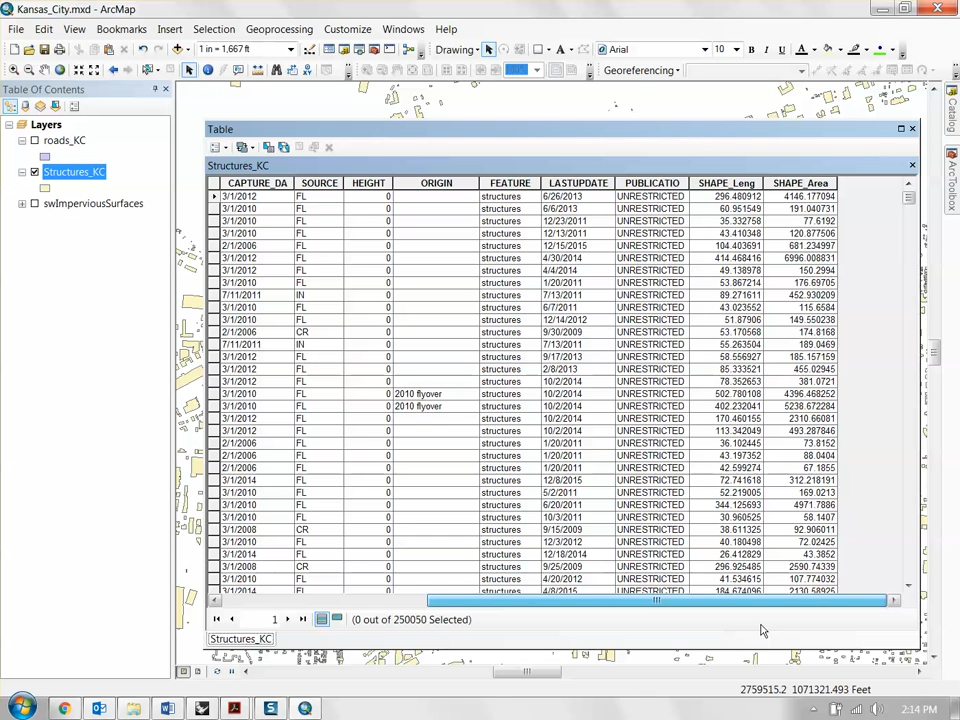 Kansas_City.mxd - ArcMap
File Edit View Bookmarks Insert Selection Geoprocessing Customize Windows Help
1 in = 1,667 ft Drawing Arial 10 B I U A
100% Georeferencing
Table Of Contents
Layers
roads_KC
Structures_KC
swImperviousSurfaces
Catalog
ArcToolbox
Table
Structures_KC
CAPTURE_DA SOURCE HEIGHT ORIGIN FEATURE LASTUPDATE PUBLICATIO SHAPE_Leng SHAPE_Area
3/1/2012 FL 0 structures 6/26/2013 UNRESTRICTED 296.480912 4146.177094
3/1/2010 FL 0 structures 6/6/2013 UNRESTRICTED 60.951549 191.040731
3/1/2010 FL 0 structures 12/23/2011 UNRESTRICTED 35.332758 77.6192
3/1/2010 FL 0 structures 12/13/2011 UNRESTRICTED 43.410348 120.877506
2/1/2006 FL 0 structures 12/15/2015 UNRESTRICTED 104.403691 681.234997
3/1/2012 FL 0 structures 4/30/2014 UNRESTRICTED 414.468416 6996.008831
3/1/2012 FL 0 structures 4/4/2014 UNRESTRICTED 49.138978 150.2994
3/1/2010 FL 0 structures 12/23/2011 UNRESTRICTED 53.867214 176.69705
7/11/2011 IN 0 structures 7/13/2011 UNRESTRICTED 89.271611 452.930209
3/1/2010 FL 0 structures 6/7/2011 UNRESTRICTED 43.023552 115.6584
3/1/2010 FL 0 structures 12/14/2012 UNRESTRICTED 51.87906 149.550238
2/1/2006 CR 0 structures 9/30/2009 UNRESTRICTED 53.170568 174.8168
7/11/2011 IN 0 structures 7/13/2011 UNRESTRICTED 55.263504 189.0469
3/1/2012 FL 0 structures 9/17/2013 UNRESTRICTED 58.556927 185.157159
3/1/2012 FL 0 structures 2/8/2013 UNRESTRICTED 85.333521 455.02945
3/1/2012 FL 0 structures 10/2/2014 UNRESTRICTED 78.352653 381.0721
3/1/2010 FL 0 2010 flyover structures 10/2/2014 UNRESTRICTED 502.780108 4396.468252
3/1/2010 FL 0 2010 flyover structures 10/2/2014 UNRESTRICTED 402.232041 5238.672284
3/1/2012 FL 0 structures 10/2/2014 UNRESTRICTED 170.460155 2310.66081
3/1/2012 FL 0 structures 10/2/2014 UNRESTRICTED 113.342049 493.287846
2/1/2006 FL 0 structures 1/20/2011 UNRESTRICTED 36.102445 73.8152
2/1/2006 FL 0 structures 1/20/2011 UNRESTRICTED 43.197352 88.0404
2/1/2006 FL 0 structures 1/20/2011 UNRESTRICTED 42.599274 67.1855
3/1/2014 FL 0 structures 12/8/2015 UNRESTRICTED 72.741618 312.218191
3/1/2010 FL 0 structures 5/2/2011 UNRESTRICTED 52.219005 169.0213
3/1/2010 FL 0 structures 6/20/2011 UNRESTRICTED 344.125693 4971.7886
3/1/2010 FL 0 structures 10/3/2011 UNRESTRICTED 30.960525 58.1407
3/1/2008 CR 0 structures 9/15/2009 UNRESTRICTED 38.611325 92.906011
3/1/2010 FL 0 structures 12/3/2012 UNRESTRICTED 40.180498 72.02425
3/1/2014 FL 0 structures 12/18/2014 UNRESTRICTED 26.412829 43.3852
3/1/2008 CR 0 structures 9/25/2009 UNRESTRICTED 296.925485 2590.74339
3/1/2010 FL 0 structures 4/20/2012 UNRESTRICTED 41.534615 107.774032
3/1/2014 FL 0 structures 4/8/2015 UNRESTRICTED 184.674096 2130.58925
1 (0 out of 250050 Selected)
Structures_KC
2759515.2 1071321.493 Feet
2:14 PM